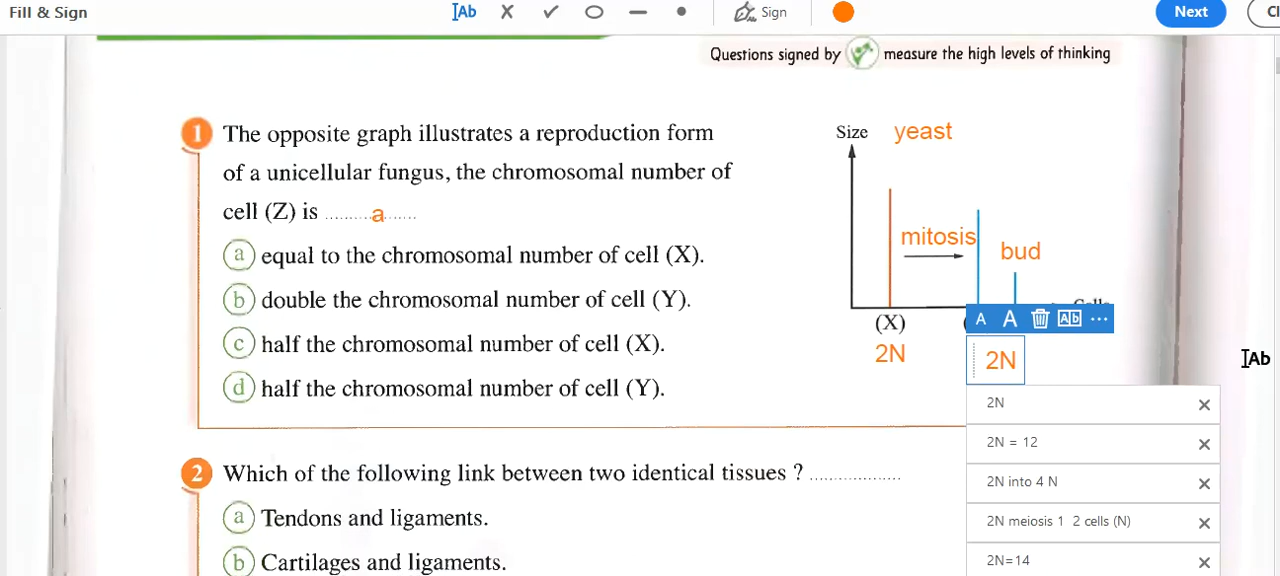 Fill & Sign
Ab
Sign
Next
Cl
Questions signed by measure the high levels of thinking
1 The opposite graph illustrates a reproduction form
of a unicellular fungus, the chromosomal number of
cell (Z) is .........a.......
a equal to the chromosomal number of cell (X).
b double the chromosomal number of cell (Y).
c half the chromosomal number of cell (X).
d half the chromosomal number of cell (Y).
Size yeast
mitosis
bud
(X)
2N
A A Ab ...
2N
Ab
2N
2N = 12
2N into 4 N
2N meiosis 1 2 cells (N)
2N=14
2 Which of the following link between two identical tissues ? ...................
a Tendons and ligaments.
b Cartilages and ligaments.